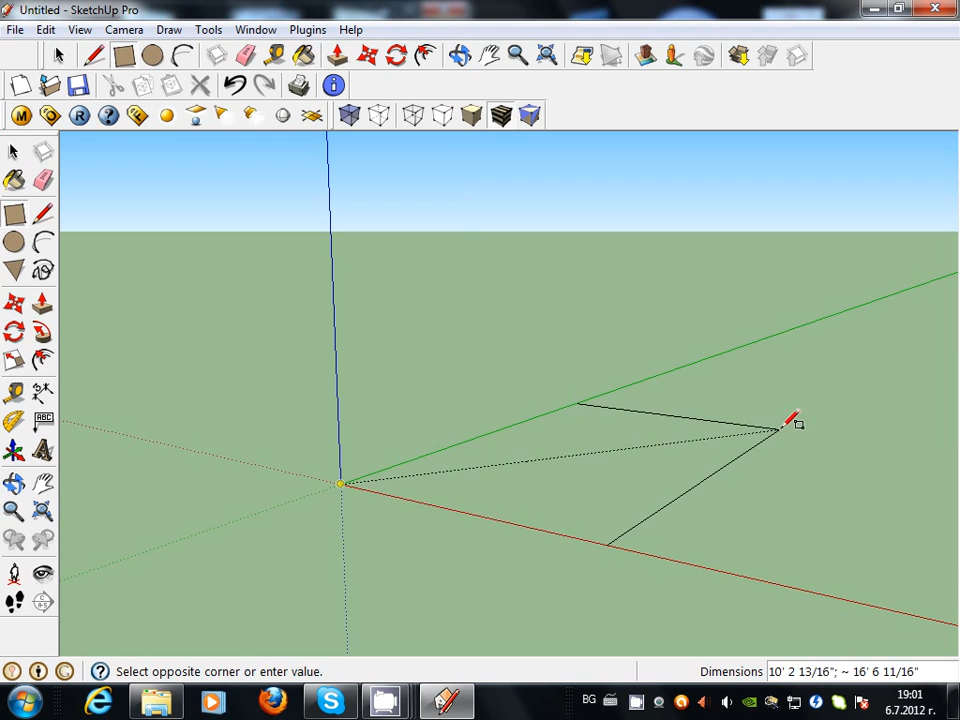 Untitled - SketchUp Pro
File Edit View Camera Draw Tools Window Plugins Help
M O R ?
ABC
Select opposite corner or enter value.
Dimensions 10' 2 13/16"; ~ 16' 6 11/16"
BG
19:01
6.7.2012 г.